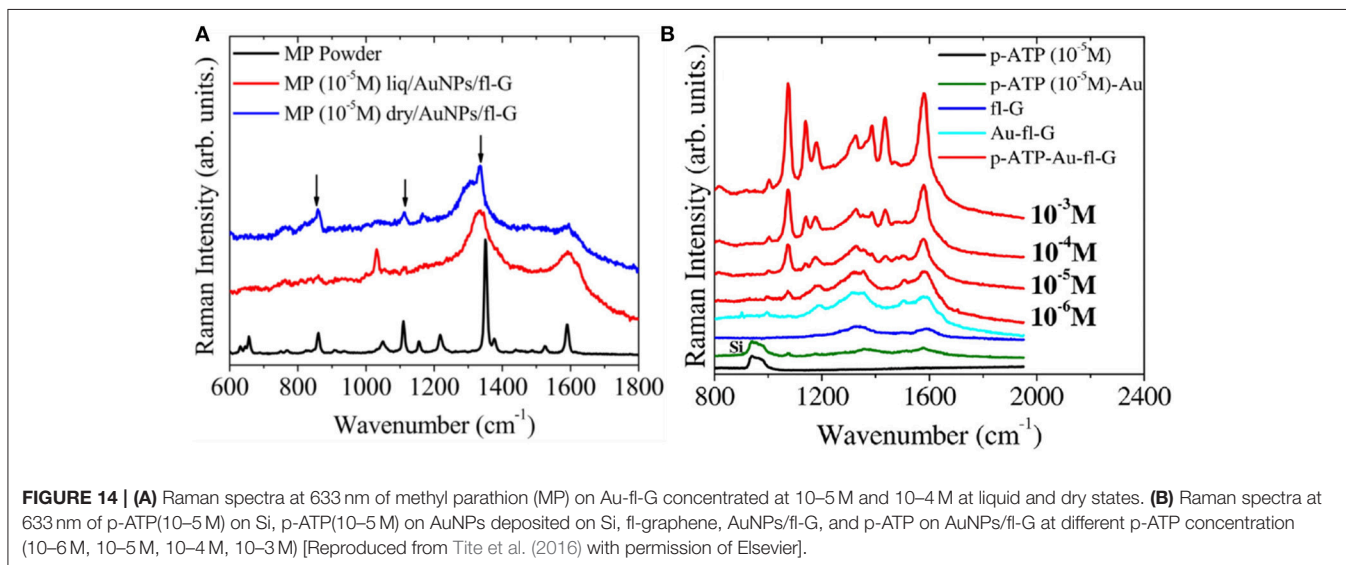 A
MP Powder
MP (10⁻⁵M) liq/AuNPs/fl-G
MP (10⁻⁵M) dry/AuNPs/fl-G
Raman Intensity (arb. units.)
600 800 1000 1200 1400 1600 1800
Wavenumber (cm⁻¹)
B
p-ATP (10⁻⁵M)
p-ATP (10⁻⁵M)-Au
fl-G
Au-fl-G
p-ATP-Au-fl-G
10⁻³M
10⁻⁴M
10⁻⁵M
10⁻⁶M
Si
Raman Intensity (arb. units.)
800 1200 1600 2000 2400
Wavenumber (cm⁻¹)
FIGURE 14 | (A) Raman spectra at 633 nm of methyl parathion (MP) on Au-fl-G concentrated at 10–5 M and 10–4 M at liquid and dry states. (B) Raman spectra at
633 nm of p-ATP(10–5 M) on Si, p-ATP(10–5 M) on AuNPs deposited on Si, fl-graphene, AuNPs/fl-G, and p-ATP on AuNPs/fl-G at different p-ATP concentration
(10–6 M, 10–5 M, 10–4 M, 10–3 M) [Reproduced from Tite et al. (2016) with permission of Elsevier].